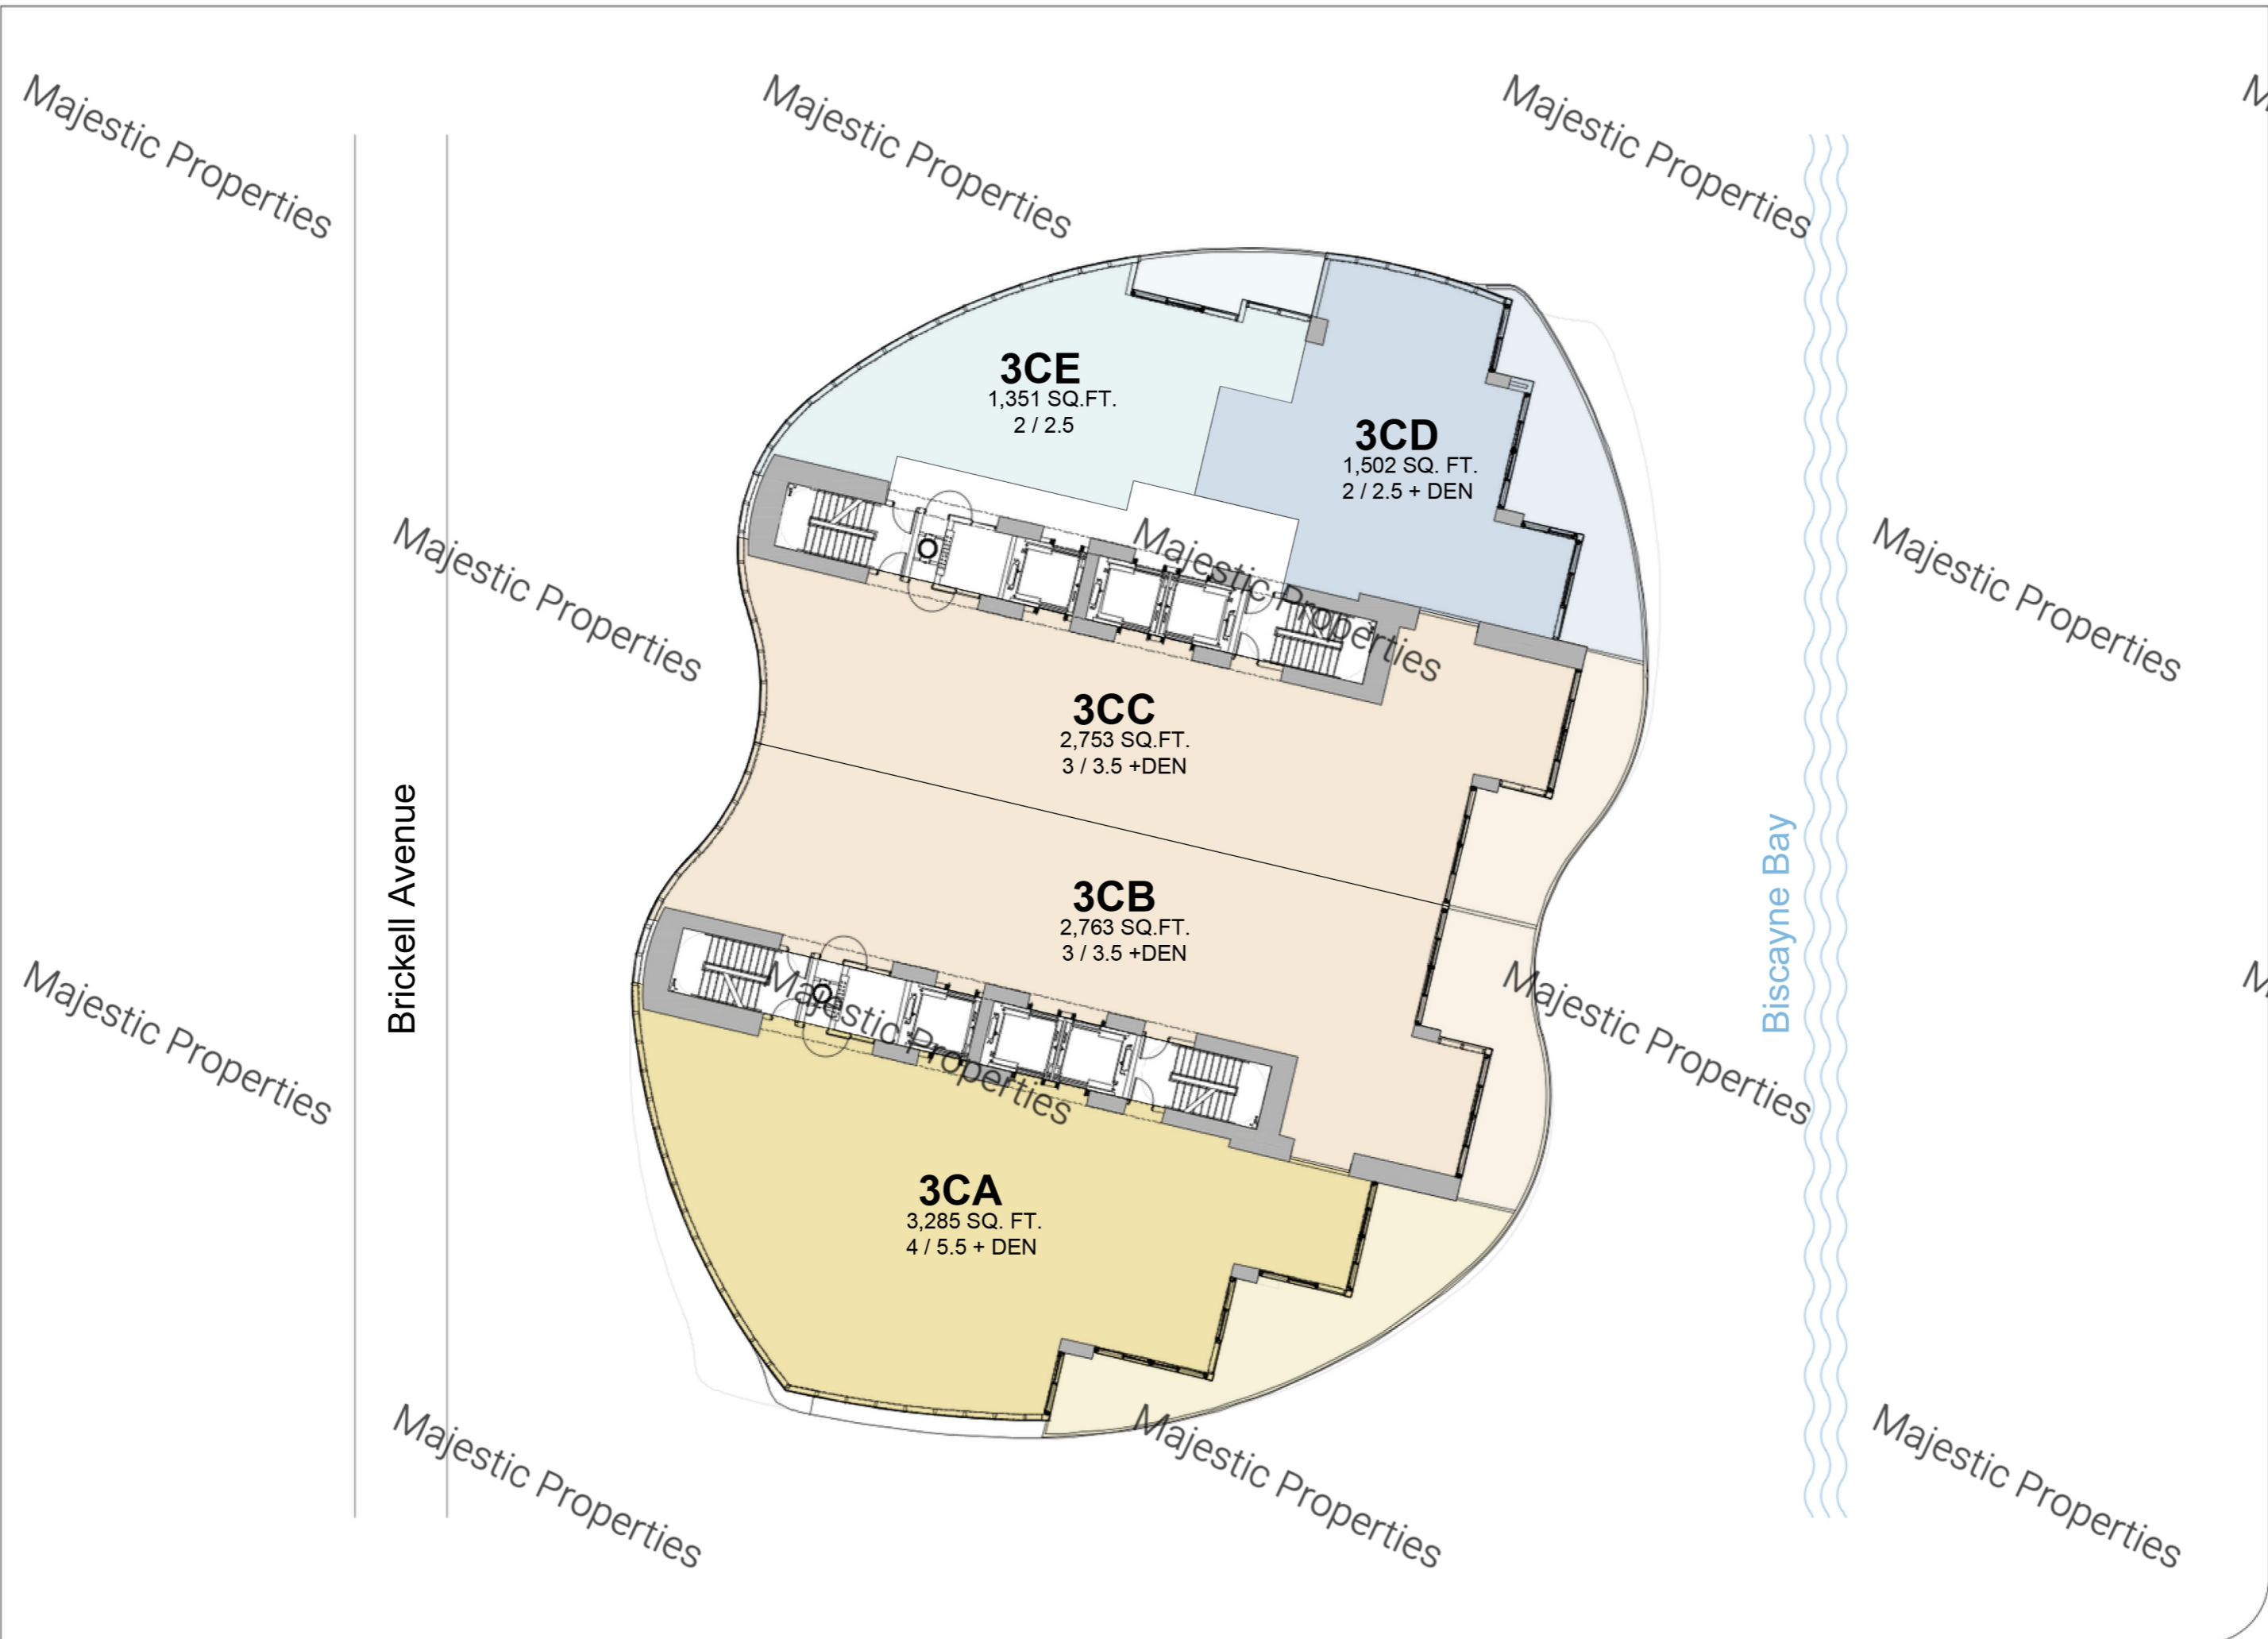 Majestic Properties
Majestic Properties
Majestic Properties
3CE
1,351 SQ.FT.
2 / 2.5
3CD
1,502 SQ. FT.
2 / 2.5 + DEN
Majestic Properties
Majestic Properties
Majestic Properties
3CC
2,753 SQ.FT.
3 / 3.5 +DEN
Brickell Avenue
3CB
2,763 SQ.FT.
3 / 3.5 +DEN
Biscayne Bay
Majestic Properties
Majestic Properties
Majestic Properties
3CA
3,285 SQ. FT.
4 / 5.5 + DEN
Majestic Properties
Majestic Properties
Majestic Properties